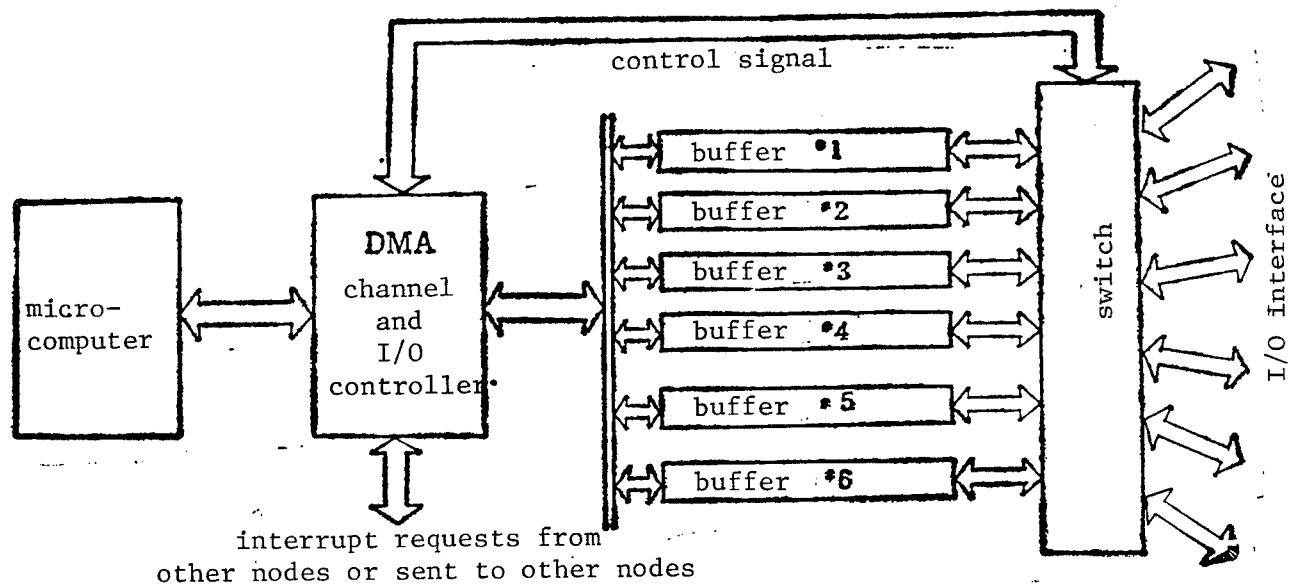 control signal
buffer #1
buffer #2
buffer #3
buffer #4
buffer #5
buffer #6
micro-
computer
DMA
channel
and
I/O
controller
switch
I/O interface
interrupt requests from
other nodes or sent to other nodes